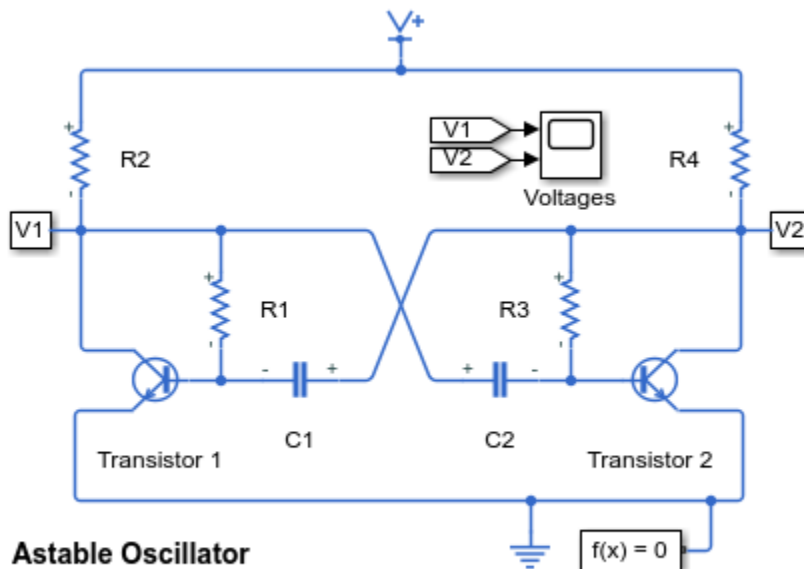 V+
+
+
V1
V2
R2
R4
-
-
Voltages
V1
V2
+
+
R1
R3
-
-
-
+
+
-
C1
C2
Transistor 1
Transistor 2
Astable Oscillator
f(x) = 0